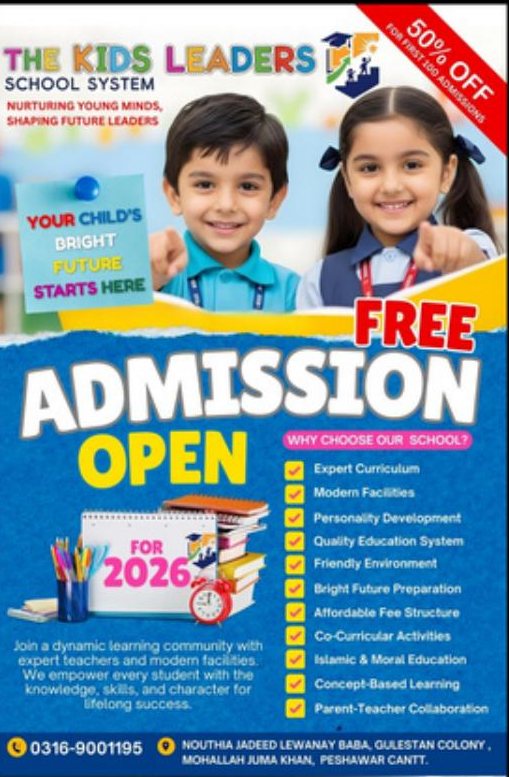 THE KIDS LEADERS
SCHOOL SYSTEM
NURTURING YOUNG MINDS,
SHAPING FUTURE LEADERS
50% OFF
FOR FIRST 100 ADMISSIONS
YOUR CHILD'S
BRIGHT
FUTURE
STARTS HERE
FREE
ADMISSION
OPEN
WHY CHOOSE OUR SCHOOL?
Expert Curriculum
Modern Facilities
Personality Development
Quality Education System
Friendly Environment
Bright Future Preparation
Affordable Fee Structure
Co-Curricular Activities
Islamic & Moral Education
Concept-Based Learning
Parent-Teacher Collaboration
FOR
2026
Join a dynamic learning community with
expert teachers and modern facilities.
We empower every student with the
knowledge, skills, and character for
lifelong success.
0316-9001195
NOUTHIA JADEED LEWANAY BABA, GULESTAN COLONY,
MOHALLAH JUMA KHAN, PESHAWAR CANTT.